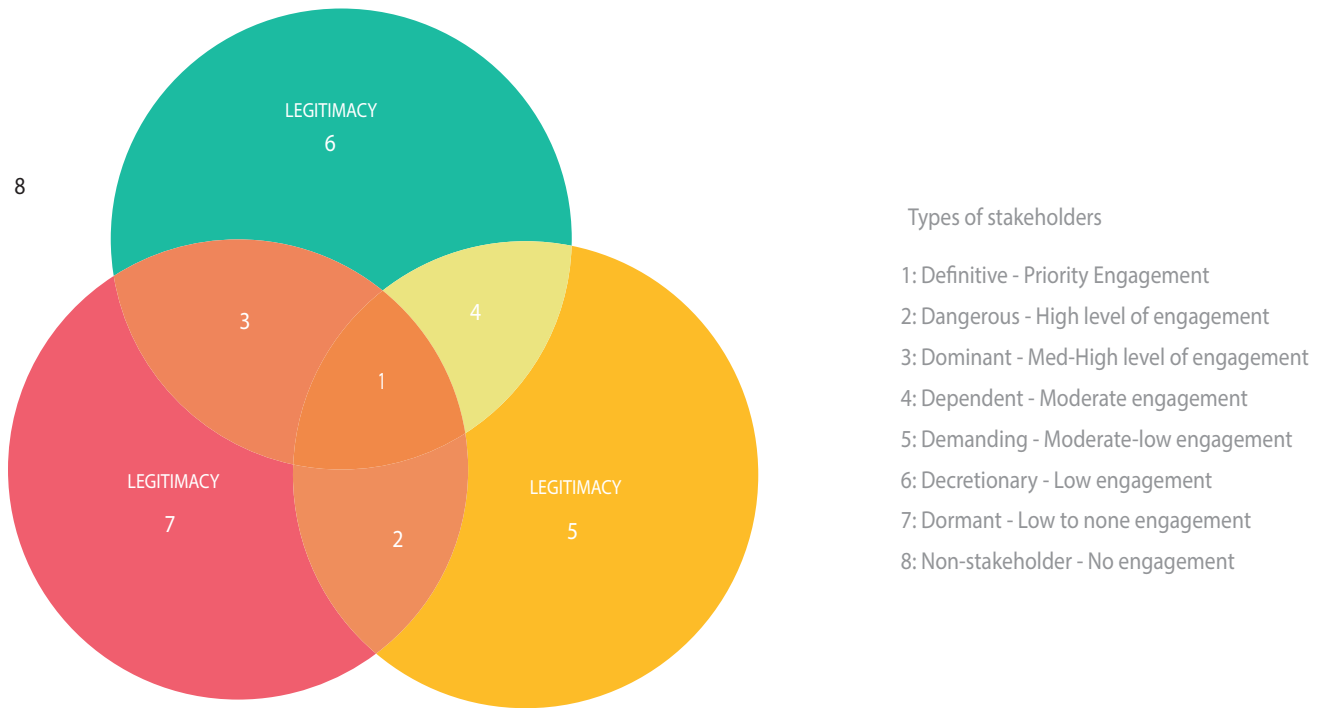 LEGITIMACY
6
8
3
4
1
LEGITIMACY
7
2
LEGITIMACY
5
Types of stakeholders
1: Definitive - Priority Engagement
2: Dangerous - High level of engagement
3: Dominant - Med-High level of engagement
4: Dependent - Moderate engagement
5: Demanding - Moderate-low engagement
6: Decretionary - Low engagement
7: Dormant - Low to none engagement
8: Non-stakeholder - No engagement